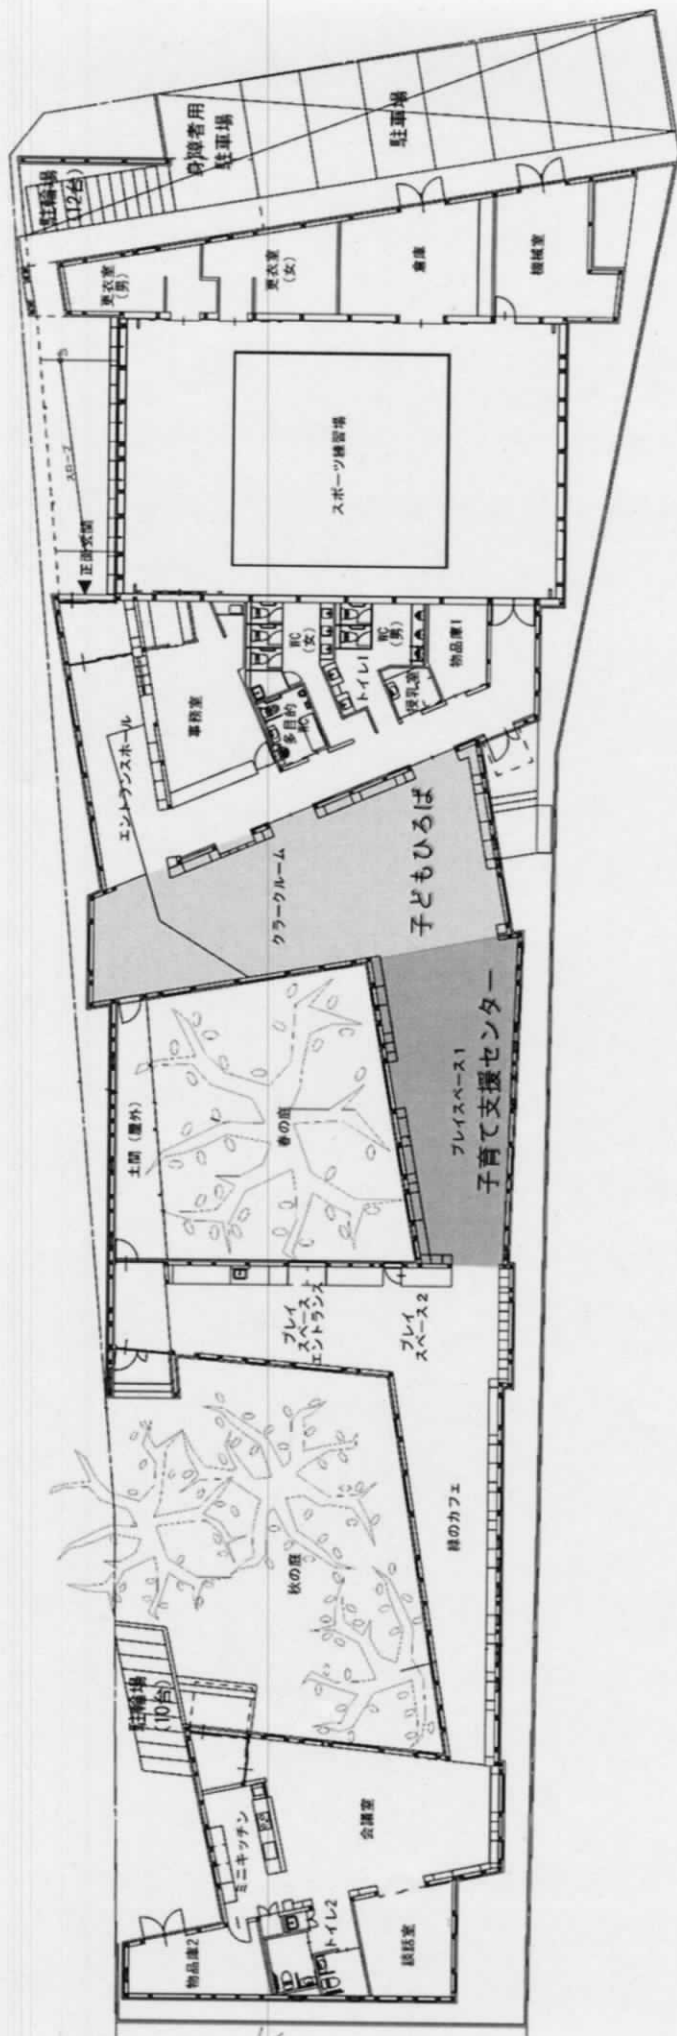 駐輪場
(12台)
身障者用
駐車場
駐車場
更衣室
(男)
更衣室
(女)
倉庫
機械室
スロープ
正面玄関
スポーツ練習場
エントランスホール
事務室
多目的
WC
WC
(女)
トイレ1
WC
(男)
授乳室
物品庫1
クラークルーム
子どもひろば
土間(屋外)
春の庭
プレイスペース1
子育て支援センター
プレイ
スペース
エントランス
プレイ
スペース2
秋の庭
緑のカフェ
駐輪場
(10台)
ミニキッチン
会議室
物品庫2
トイレ2
談話室